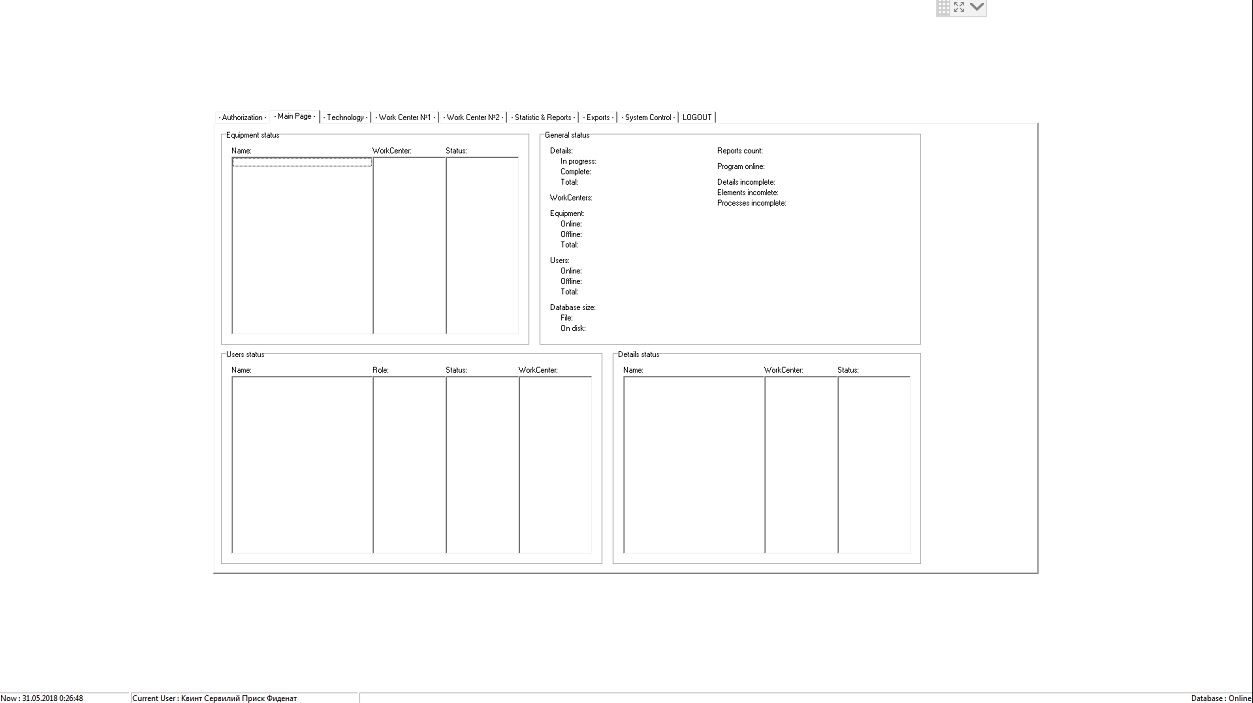 · Authorization · · Main Page · · Technology · · Work Center №1 · · Work Center №2 · · Statistic & Reports · · Exports · · System Control · LOGOUT
Equipment status
Name: WorkCenter: Status:
General status
Details:
In progress:
Complete:
Total:
WorkCenters:
Equipment:
Online:
Offline:
Total:
Users:
Online:
Offline:
Total:
Database size:
File:
On disk:
Reports count:
Program online:
Details incomplete:
Elements incomlete:
Processes incomplete:
Users status
Name: Role: Status: WorkCenter:
Details status
Name: WorkCenter: Status:
Now : 31.05.2018 0:26:48 Current User : Квинт Сервилий Приск Фиденат Database : Online